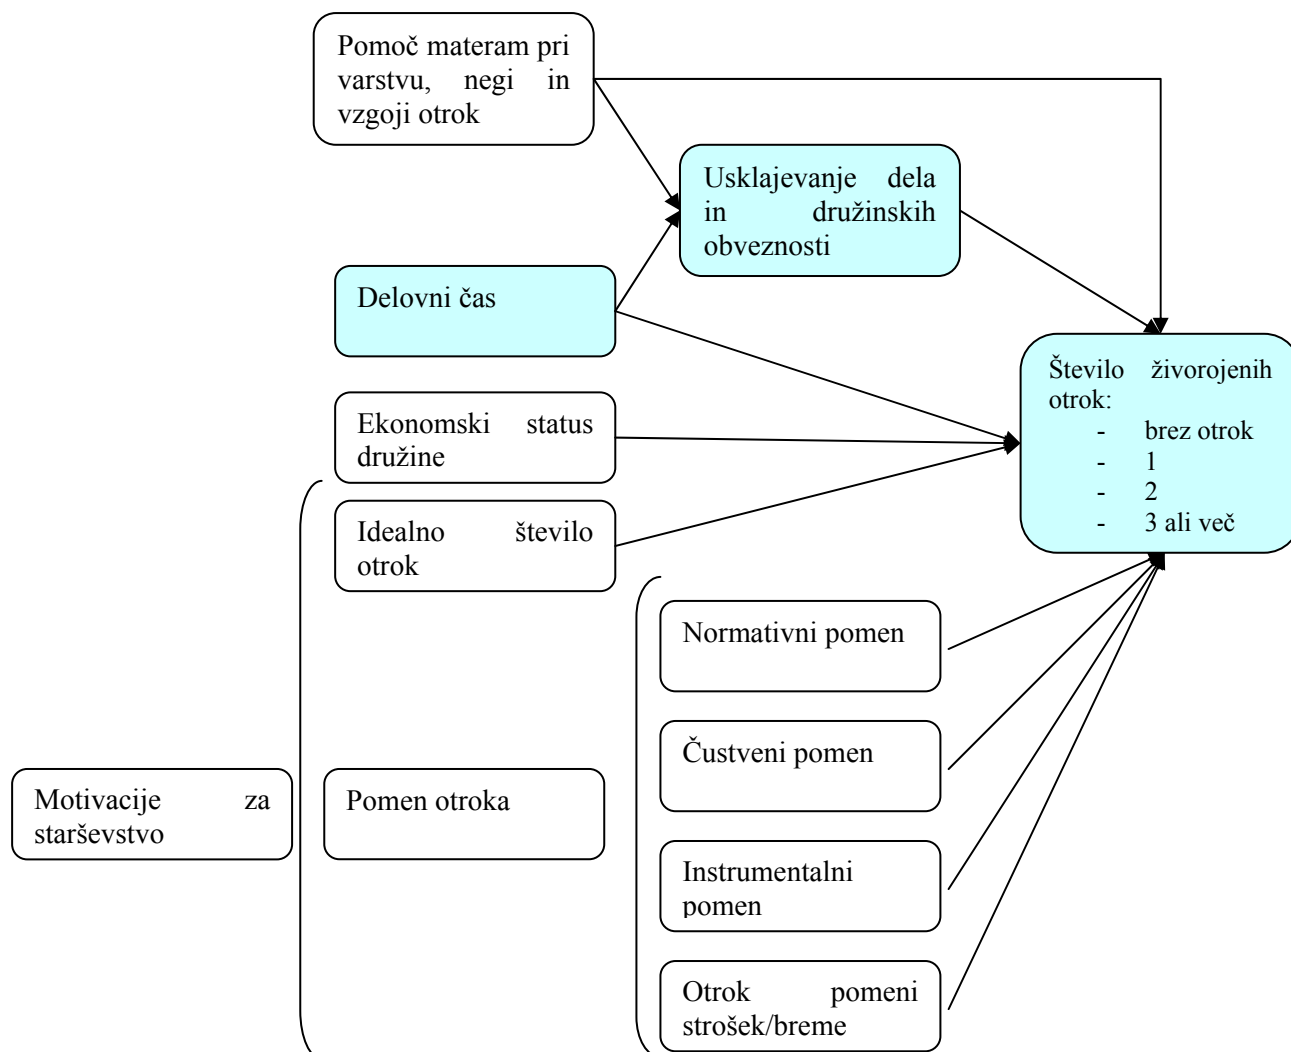 Pomoč materam pri
varstvu, negi in
vzgoji otrok
Usklajevanje dela
in družinskih
obveznosti
Delovni čas
Število živorojenih
otrok:
- brez otrok
- 1
- 2
- 3 ali več
Ekonomski status
družine
Idealno število
otrok
Normativni pomen
Čustveni pomen
Motivacije za
starševstvo
Pomen otroka
Instrumentalni
pomen
Otrok pomeni
strošek/breme